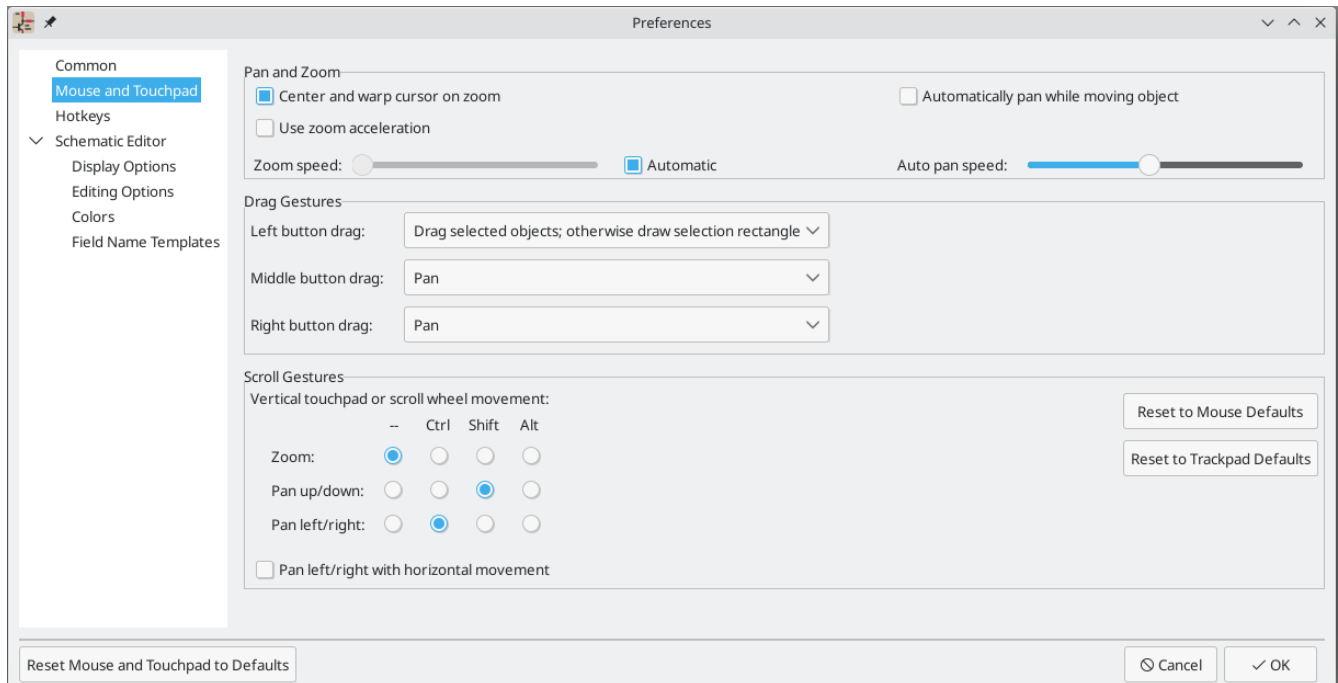 Preferences
Common
Mouse and Touchpad
Hotkeys
Schematic Editor
Display Options
Editing Options
Colors
Field Name Templates
Pan and Zoom
Center and warp cursor on zoom
Automatically pan while moving object
Use zoom acceleration
Zoom speed:
Automatic
Auto pan speed:
Drag Gestures
Left button drag: Drag selected objects; otherwise draw selection rectangle
Middle button drag: Pan
Right button drag: Pan
Scroll Gestures
Vertical touchpad or scroll wheel movement:
-- Ctrl Shift Alt
Zoom:
Pan up/down:
Pan left/right:
Pan left/right with horizontal movement
Reset to Mouse Defaults
Reset to Trackpad Defaults
Reset Mouse and Touchpad to Defaults
Cancel
OK